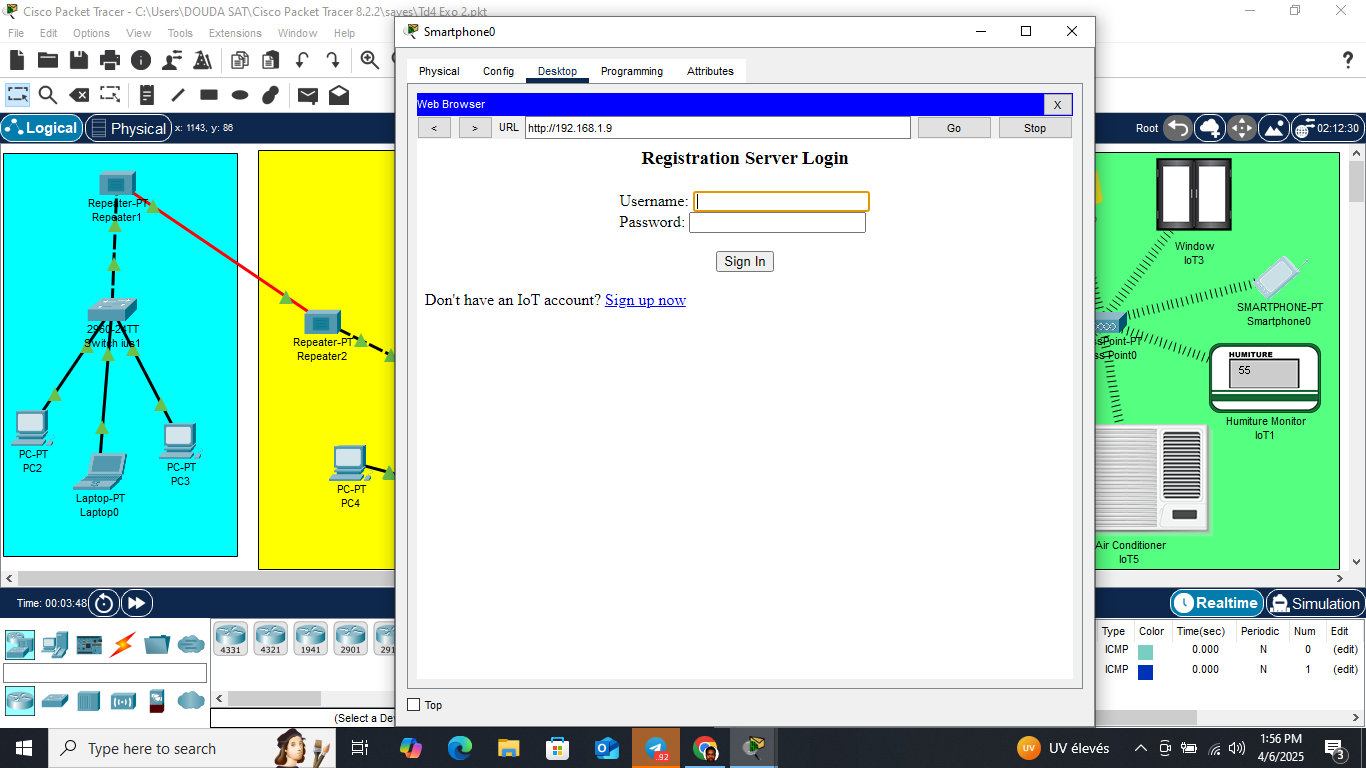 Cisco Packet Tracer - C:\Users\DOUDA SAT\Cisco Packet Tracer 8.2.2\saves\Td4 Exo 2.pkt
File Edit Options View Tools Extensions Window Help
Logical Physical x: 1143, y: 86
Root 02:12:30
Repeater-PT
Repeater1
2950-24TT
PC-PT
PC2
Laptop-PT
Laptop0
PC-PT
PC3
Repeater-PT
Repeater2
PC-PT
PC4
Smartphone0
Physical Config Desktop Programming Attributes
Web Browser X
< > URL http://192.168.1.9 Go Stop
Registration Server Login
Username:
Password:
Sign In
Don't have an IoT account? Sign up now
Top
Window
IoT3
SMARTPHONE-PT
Smartphone0
HUMITURE
55
Humiture Monitor
IoT1
Air Conditioner
IoT5
Time: 00:03:48
Realtime Simulation
4331 4321 1941 2901 291
(Select a De
Type Color Time(sec) Periodic Num Edit
ICMP 0.000 N 0 (edit)
ICMP 0.000 N 1 (edit)
Type here to search
.92
UV UV élevés
1:56 PM
4/6/2025
3